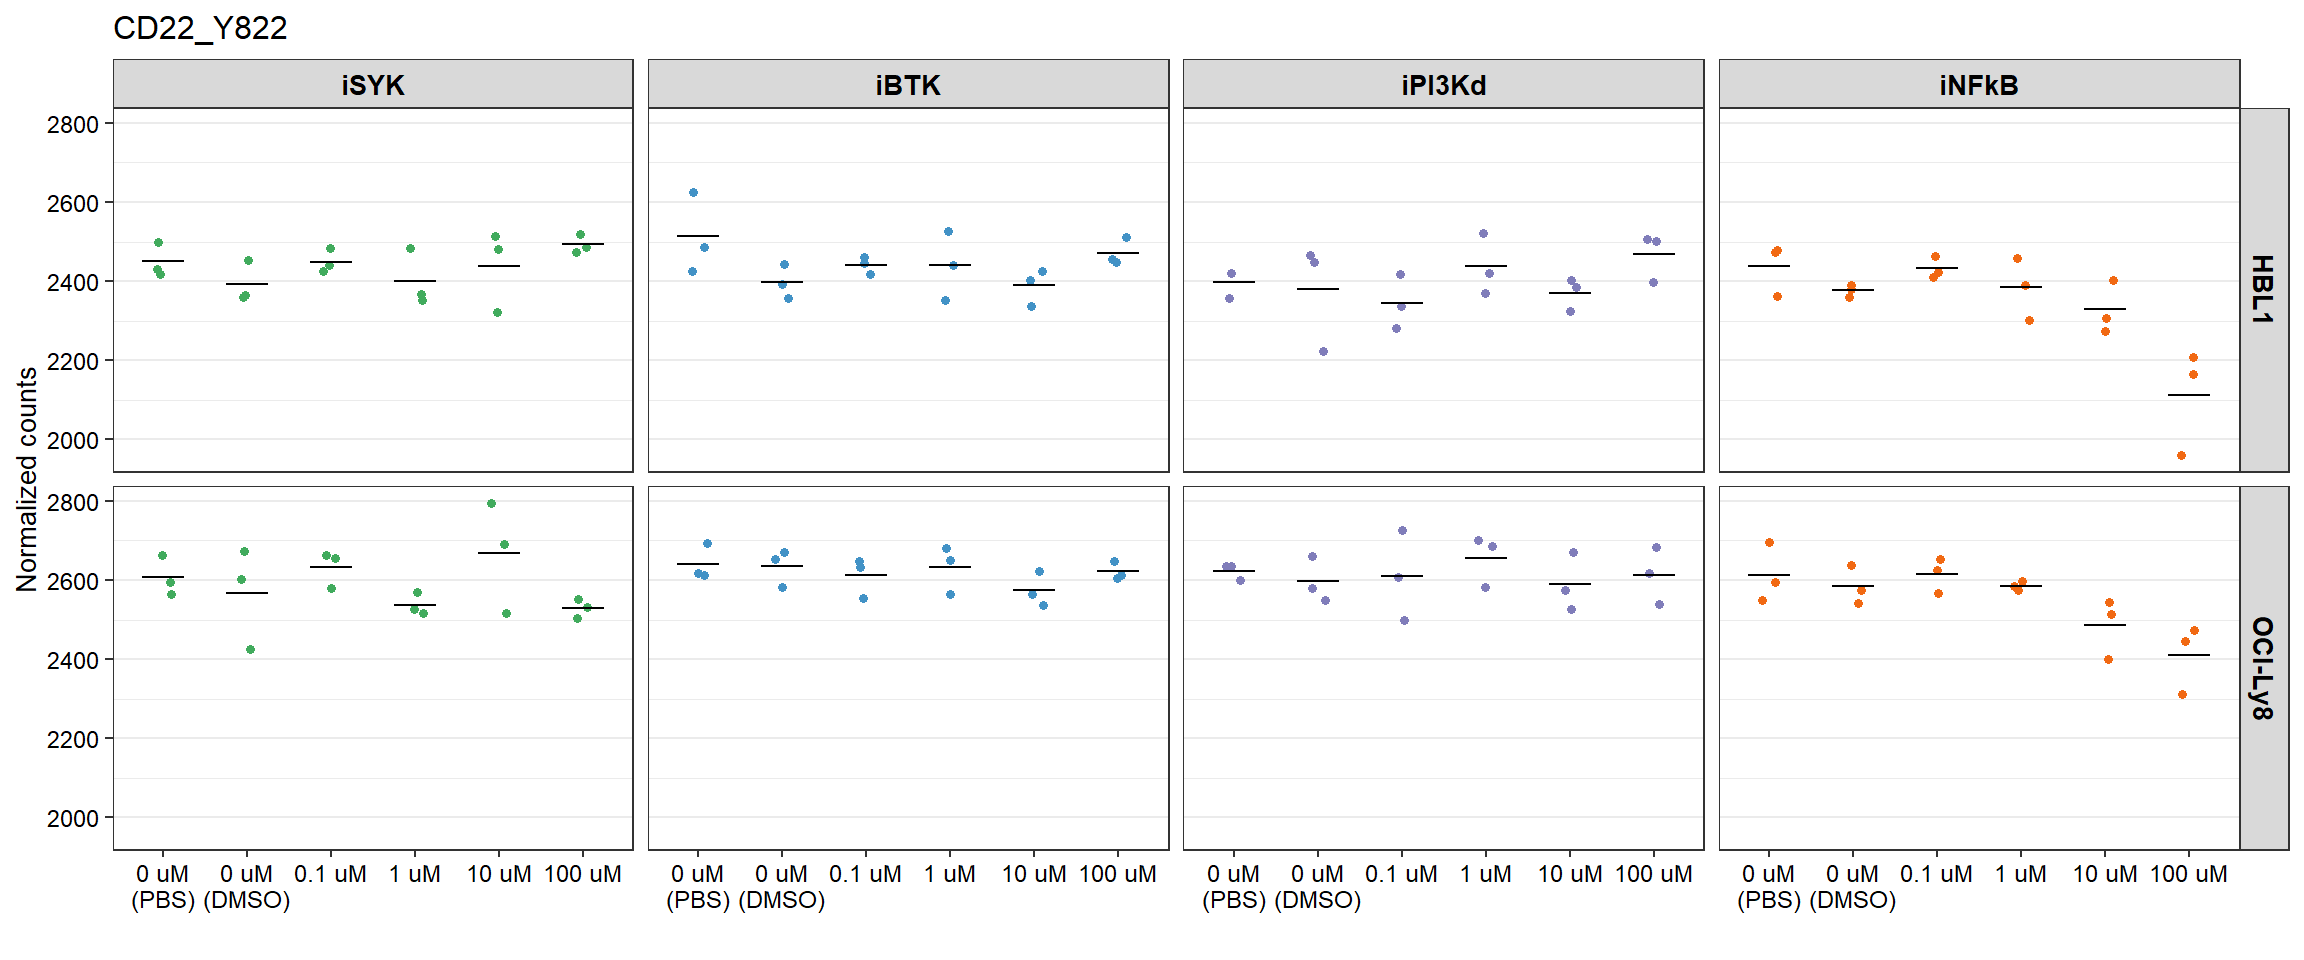 CD22_Y822
iSYK
iBTK
iPI3Kd
iNFkB
Normalized counts
2800
2600
2400
2200
2000
HBL1
2800
2600
2400
2200
2000
OCI-Ly8
0 uM 0 uM 0.1 uM 1 uM 10 uM 100 uM
(PBS) (DMSO)
0 uM 0 uM 0.1 uM 1 uM 10 uM 100 uM
(PBS) (DMSO)
0 uM 0 uM 0.1 uM 1 uM 10 uM 100 uM
(PBS) (DMSO)
0 uM 0 uM 0.1 uM 1 uM 10 uM 100 uM
(PBS) (DMSO)